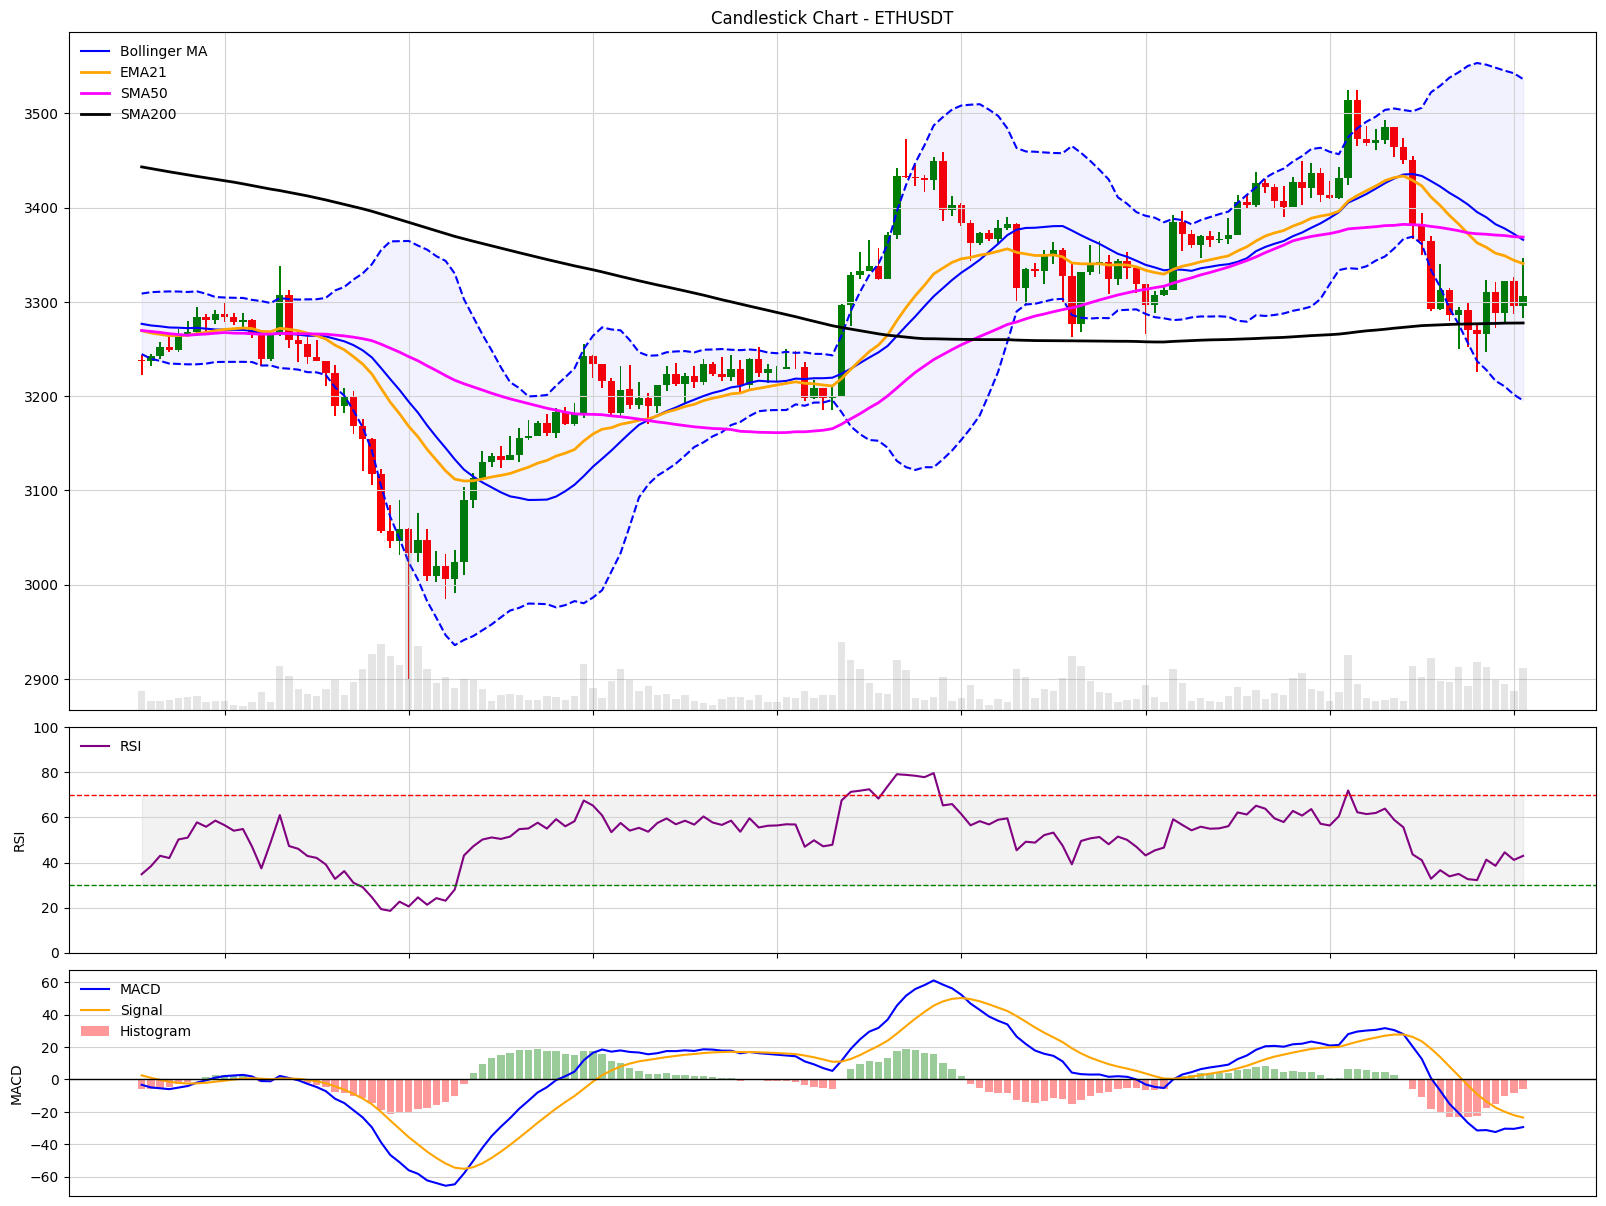 Candlestick Chart - ETHUSDT
Bollinger MA
EMA21
SMA50
SMA200
3500
3400
3300
3200
3100
3000
2900
RSI
100
80
60
40
20
0
RSI
MACD
Signal
Histogram
60
40
20
0
−20
−40
−60
MACD